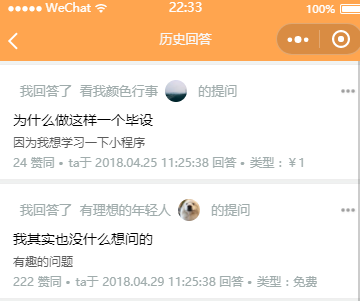 WeChat 22:33 100%
历史回答
我回答了 看我颜色行事 的提问
为什么做这样一个毕设
因为我想学习一下小程序
24 赞同 • ta于 2018.04.25 11:25:38 回答 • 类型：￥1
我回答了 有理想的年轻人 的提问
我其实也没什么想问的
有趣的问题
222 赞同 • ta于 2018.04.29 11:25:38 回答 • 类型：免费